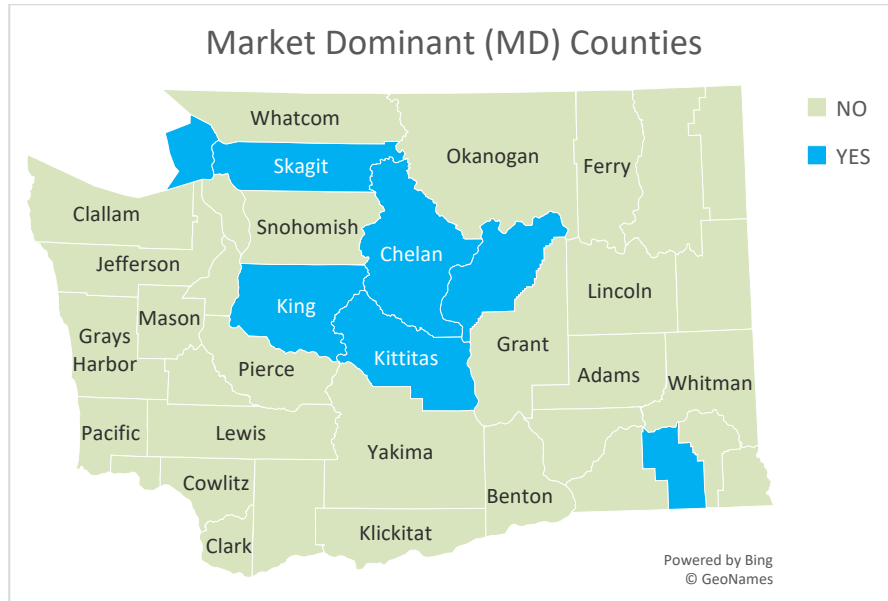 Market Dominant (MD) Counties
NO
YES
Whatcom
Skagit
Okanogan
Ferry
Clallam
Snohomish
Chelan
Jefferson
Lincoln
King
Mason
Grays
Harbor
Kittitas
Grant
Pierce
Adams
Whitman
Pacific
Lewis
Yakima
Cowlitz
Benton
Klickitat
Clark
Powered by Bing
© GeoNames